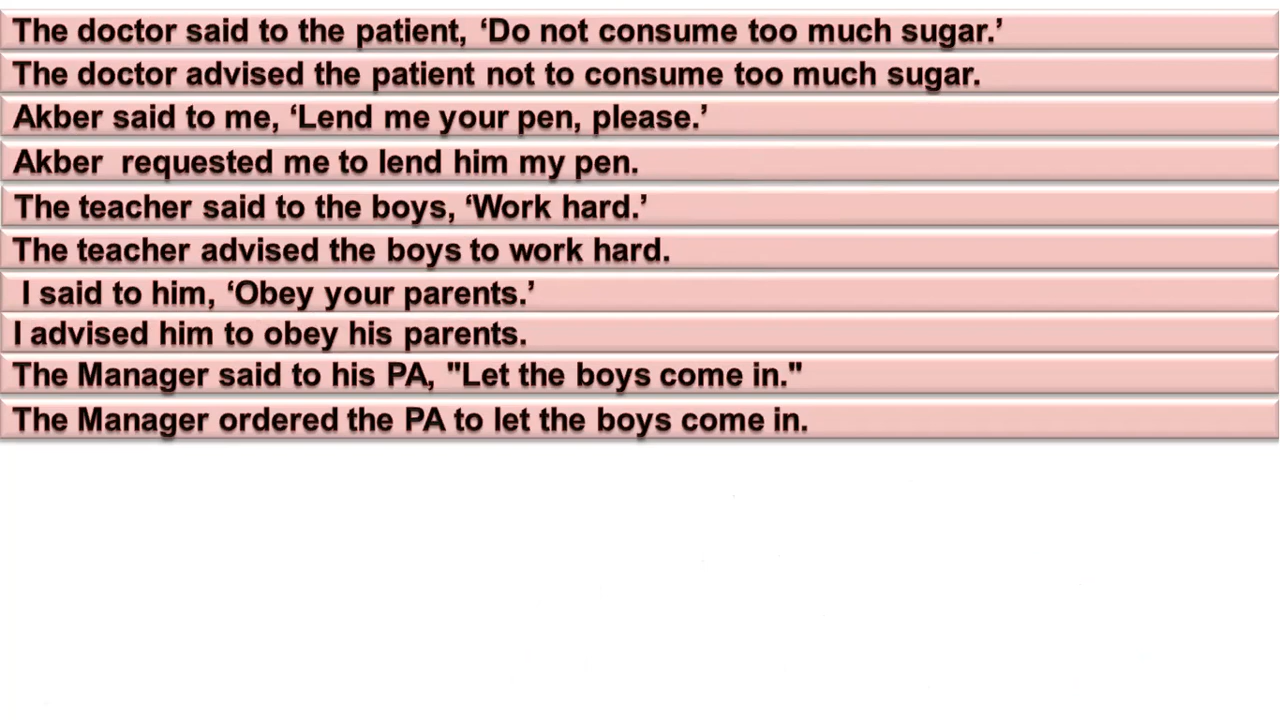 The doctor said to the patient, ‘Do not consume too much sugar.’
The doctor advised the patient not to consume too much sugar.
Akber said to me, ‘Lend me your pen, please.’
Akber requested me to lend him my pen.
The teacher said to the boys, ‘Work hard.’
The teacher advised the boys to work hard.
I said to him, ‘Obey your parents.’
I advised him to obey his parents.
The Manager said to his PA, "Let the boys come in."
The Manager ordered the PA to let the boys come in.